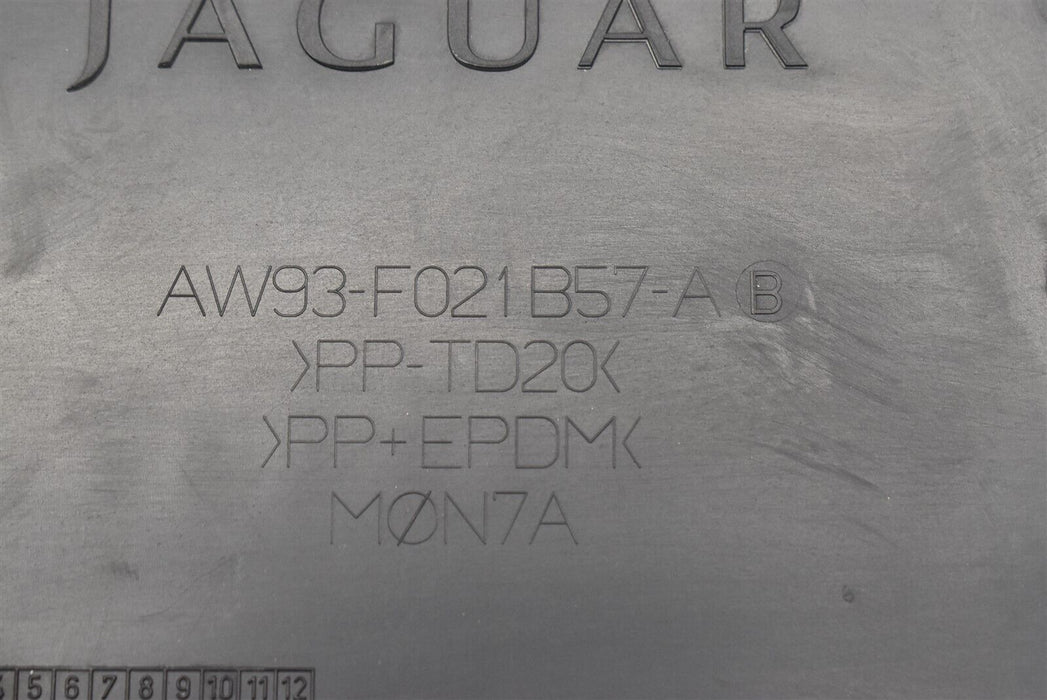 JAGUAR
AW93-F021B57-A B
>PP-TD20<
>PP+EPDM<
MØN7A
5 6 7 8 9 10 11 12